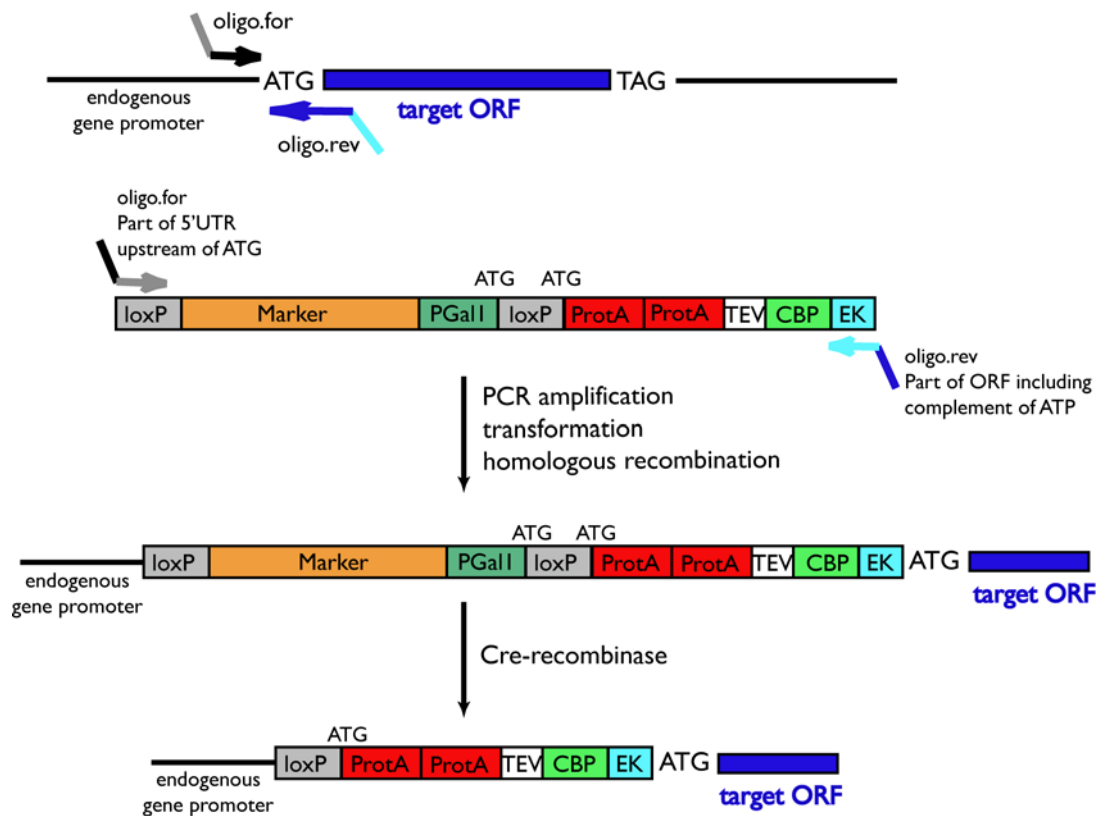 oligo.for
ATG
TAG
endogenous
gene promoter
target ORF
oligo.rev
oligo.for
Part of 5'UTR
upstream of ATG
ATG ATG
loxP Marker PGal1 loxP ProtA ProtA TEV CBP EK
oligo.rev
Part of ORF including
complement of ATP
PCR amplification
transformation
homologous recombination
ATG ATG
loxP Marker PGal1 loxP ProtA ProtA TEV CBP EK ATG
endogenous
gene promoter
target ORF
Cre-recombinase
ATG
loxP ProtA ProtA TEV CBP EK ATG
endogenous
gene promoter
target ORF